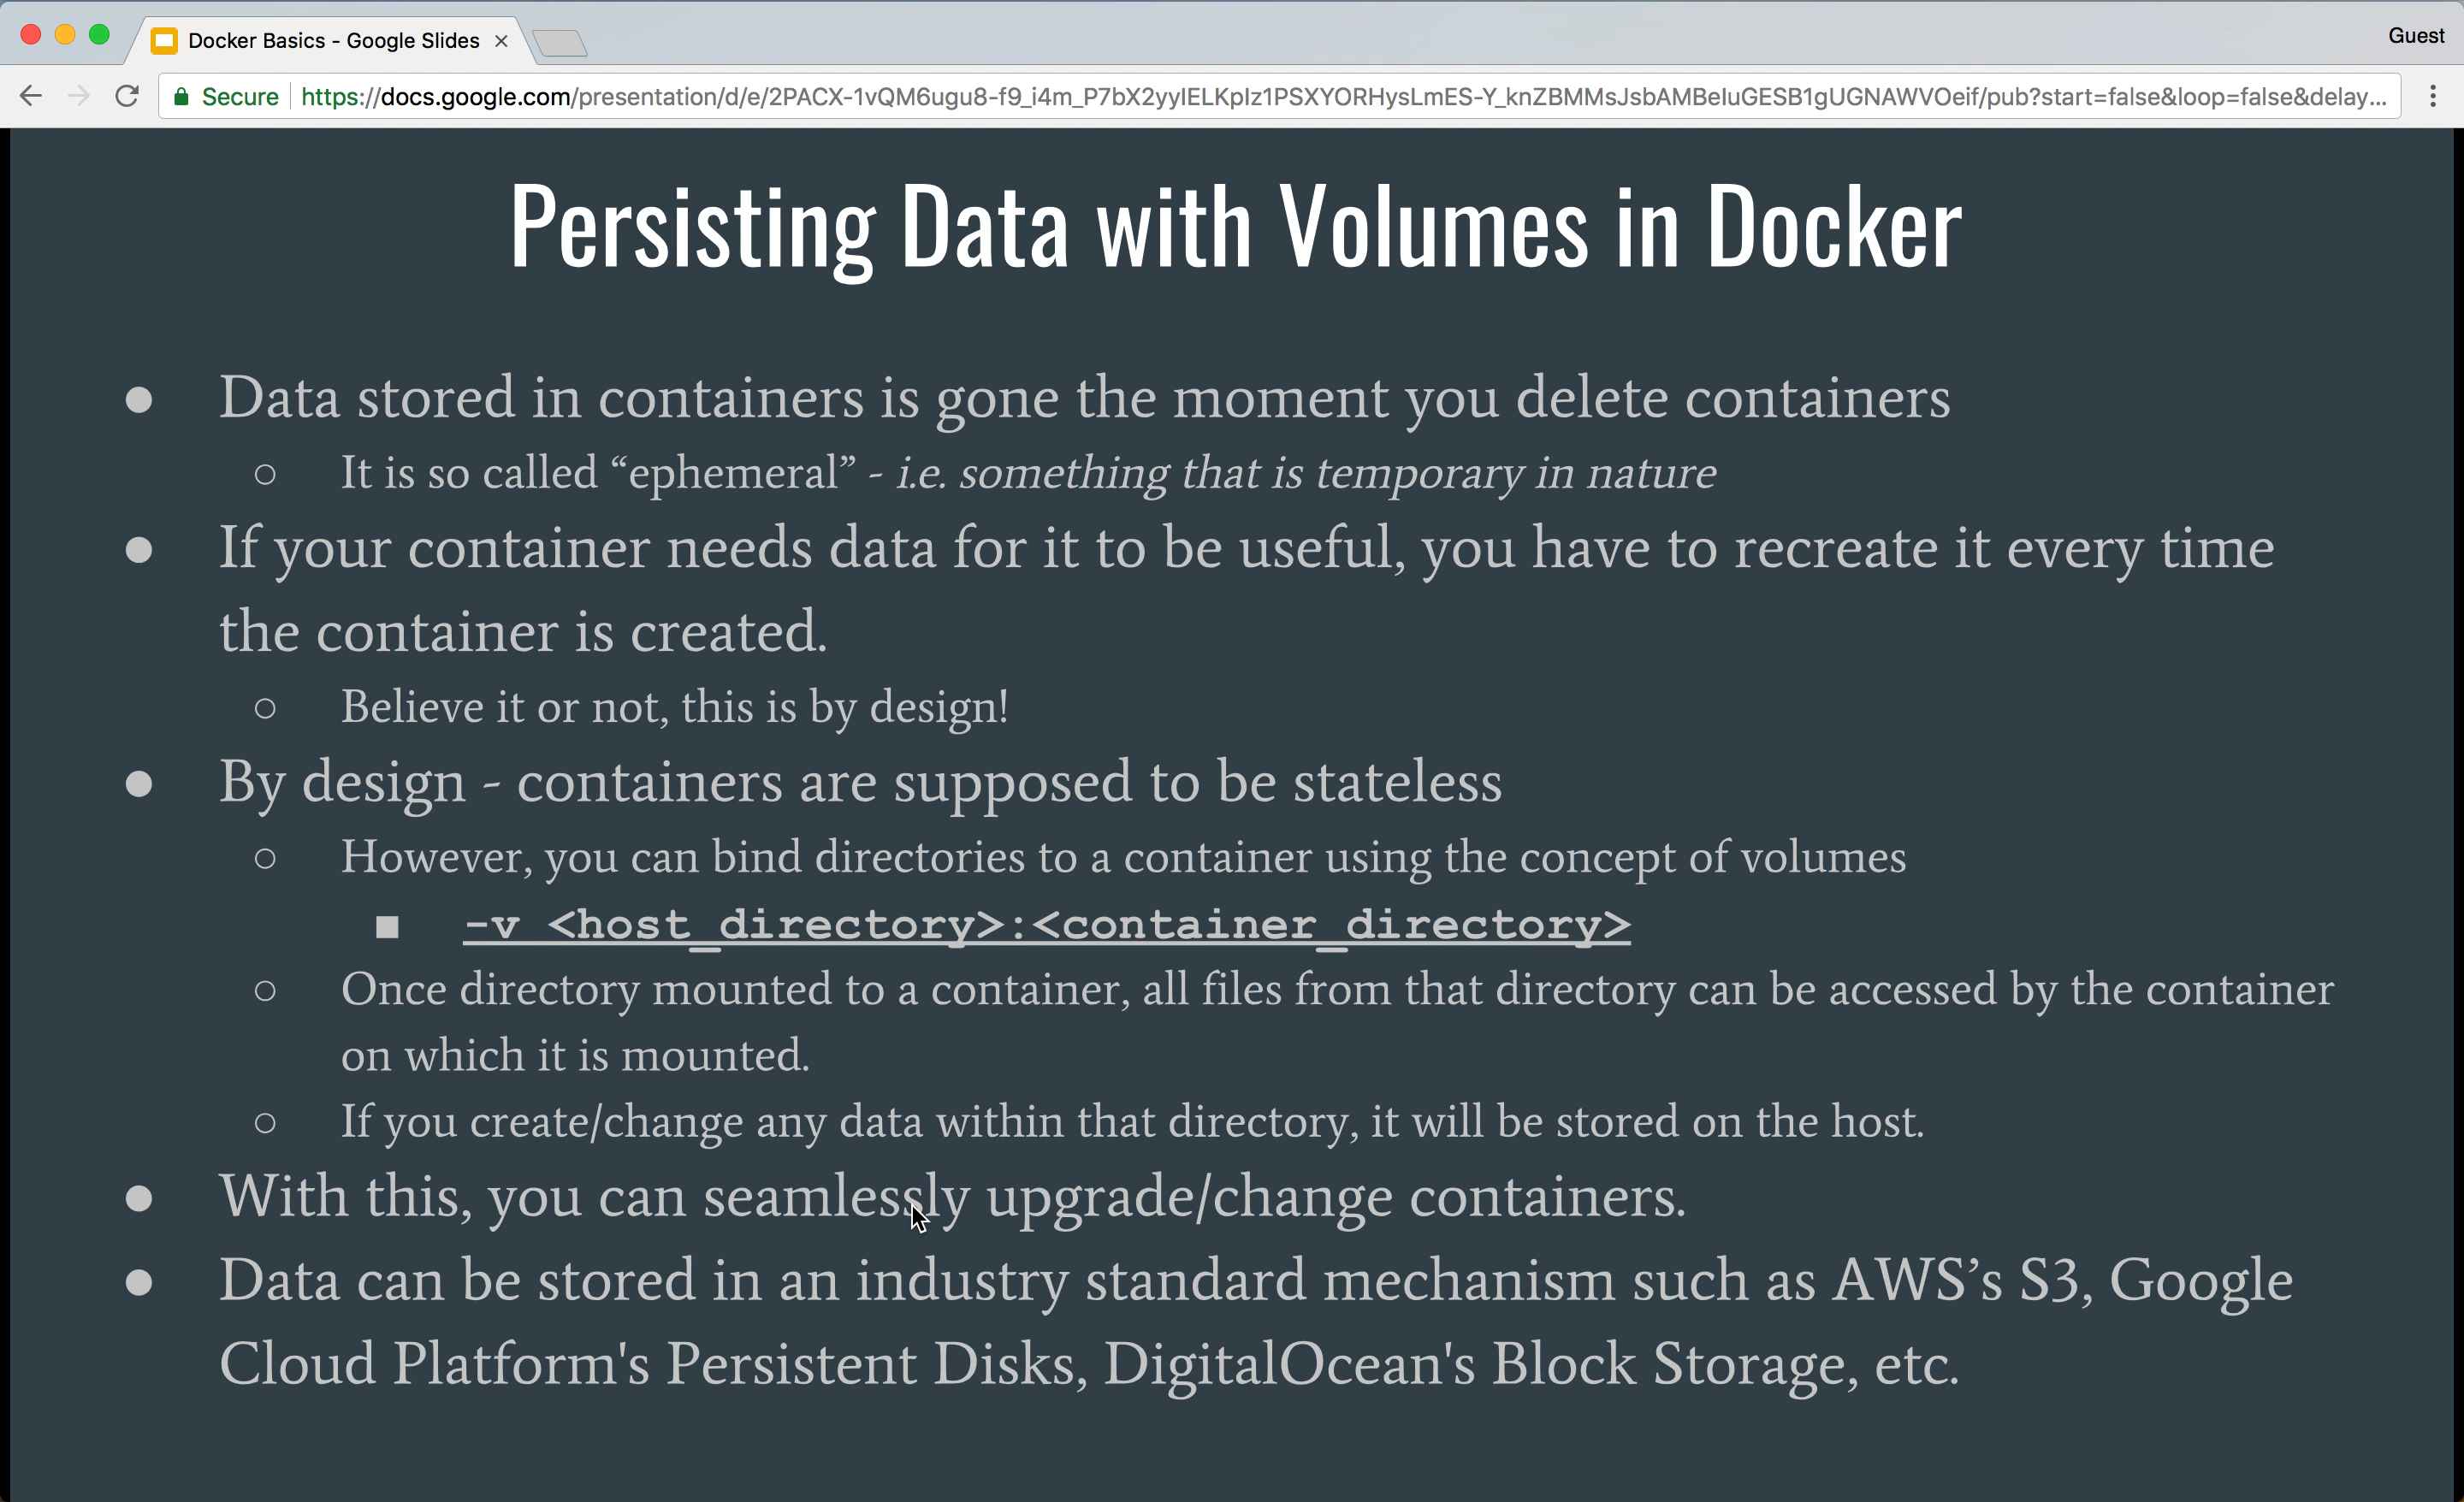 Docker Basics - Google Slides
Guest
Secure https://docs.google.com/presentation/d/e/2PACX-1vQM6ugu8-f9_i4m_P7bX2yyIELKpIz1PSXYORHysLmES-Y_knZBMMsJsbAMBeIuGESB1gUGNAWVOeif/pub?start=false&loop=false&delay...
Persisting Data with Volumes in Docker
● Data stored in containers is gone the moment you delete containers
○ It is so called “ephemeral” - i.e. something that is temporary in nature
● If your container needs data for it to be useful, you have to recreate it every time
the container is created.
○ Believe it or not, this is by design!
● By design - containers are supposed to be stateless
○ However, you can bind directories to a container using the concept of volumes
■ -v <host_directory>:<container_directory>
○ Once directory mounted to a container, all files from that directory can be accessed by the container
on which it is mounted.
○ If you create/change any data within that directory, it will be stored on the host.
● With this, you can seamlessly upgrade/change containers.
● Data can be stored in an industry standard mechanism such as AWS’s S3, Google
Cloud Platform's Persistent Disks, DigitalOcean's Block Storage, etc.